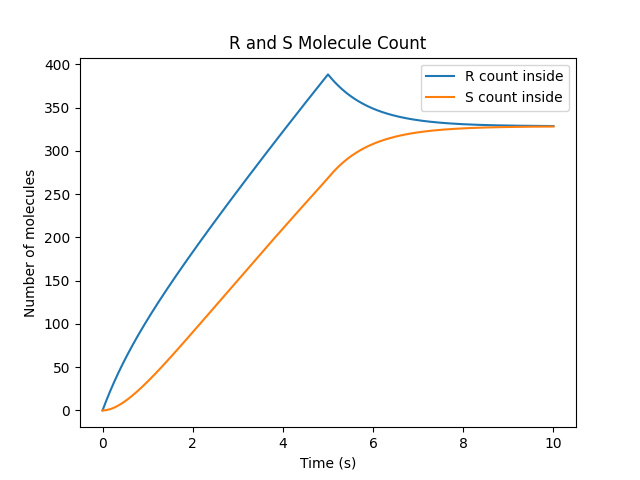 R and S Molecule Count
R count inside
S count inside
Number of molecules
400
350
300
250
200
150
100
50
0
0 2 4 6 8 10
Time (s)